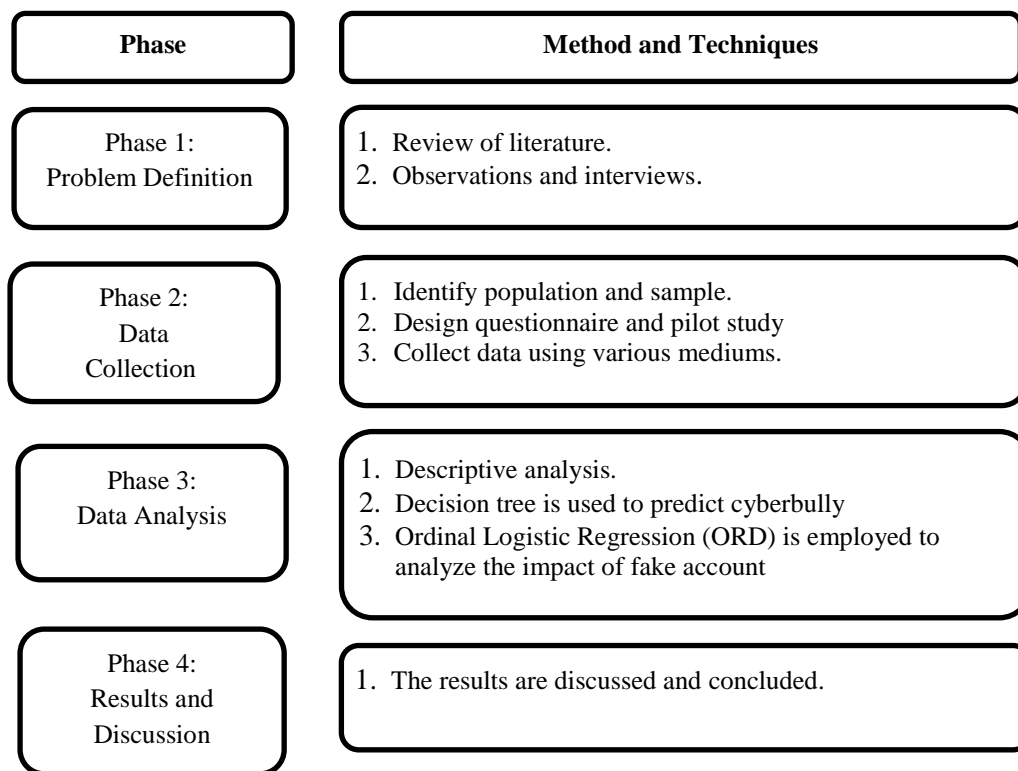 Phase
Method and Techniques
Phase 1:
Problem Definition
1. Review of literature.
2. Observations and interviews.
Phase 2:
Data
Collection
1. Identify population and sample.
2. Design questionnaire and pilot study
3. Collect data using various mediums.
Phase 3:
Data Analysis
1. Descriptive analysis.
2. Decision tree is used to predict cyberbully
3. Ordinal Logistic Regression (ORD) is employed to
analyze the impact of fake account
Phase 4:
Results and
Discussion
1. The results are discussed and concluded.